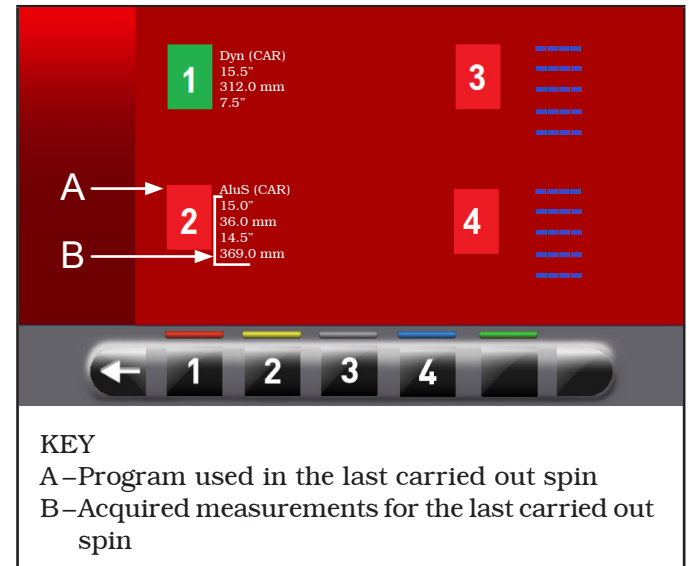 1
Dyn (CAR)
15.5”
312.0 mm
7.5”
3
A
2
AluS (CAR)
15.0”
36.0 mm
14.5”
369.0 mm
4
B
1 2 3 4
KEY
A –Program used in the last carried out spin
B –Acquired measurements for the last carried out
spin